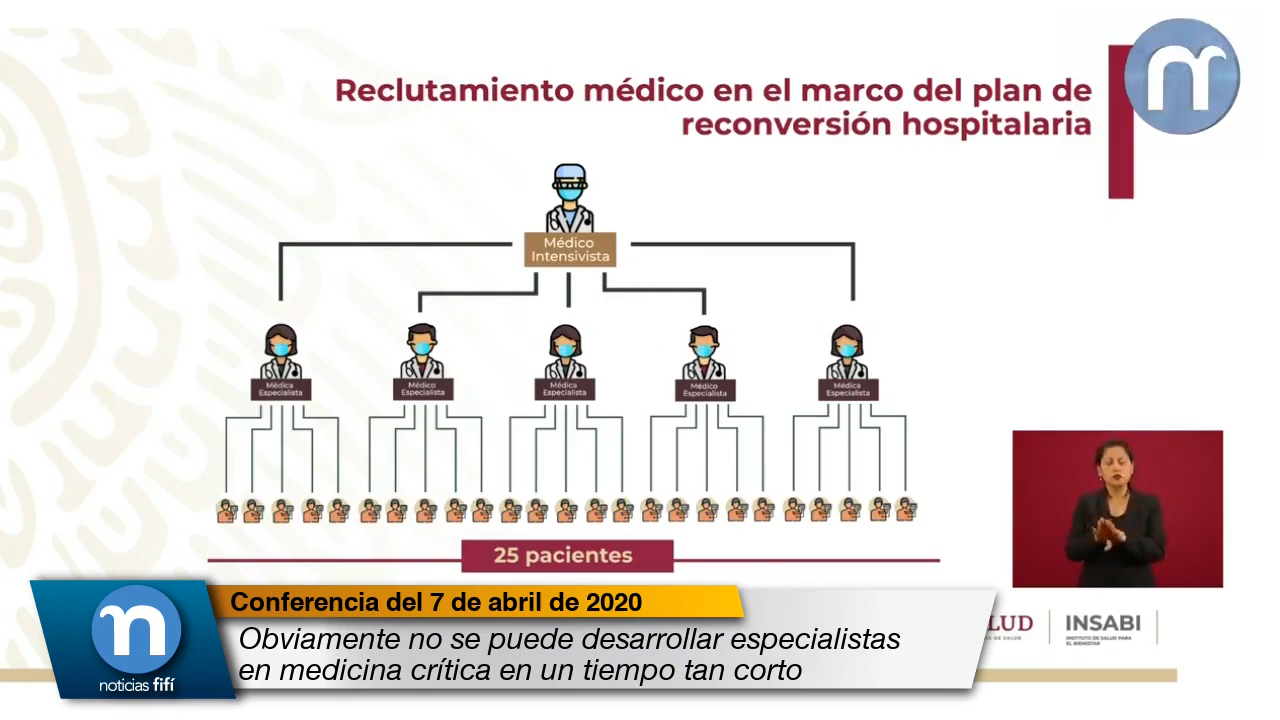 Reclutamiento médico en el marco del plan de
reconversión hospitalaria
Médico
Intensivista
Médica
Especialista
Médico
Especialista
Médica
Especialista
Médico
Especialista
Médica
Especialista
25 pacientes
Conferencia del 7 de abril de 2020
Obviamente no se puede desarrollar especialistas
en medicina crítica en un tiempo tan corto
n
noticias fifí
LUD
DE SALUD
INSABI
INSTITUTO DE SALUD PARA
EL BIENESTAR